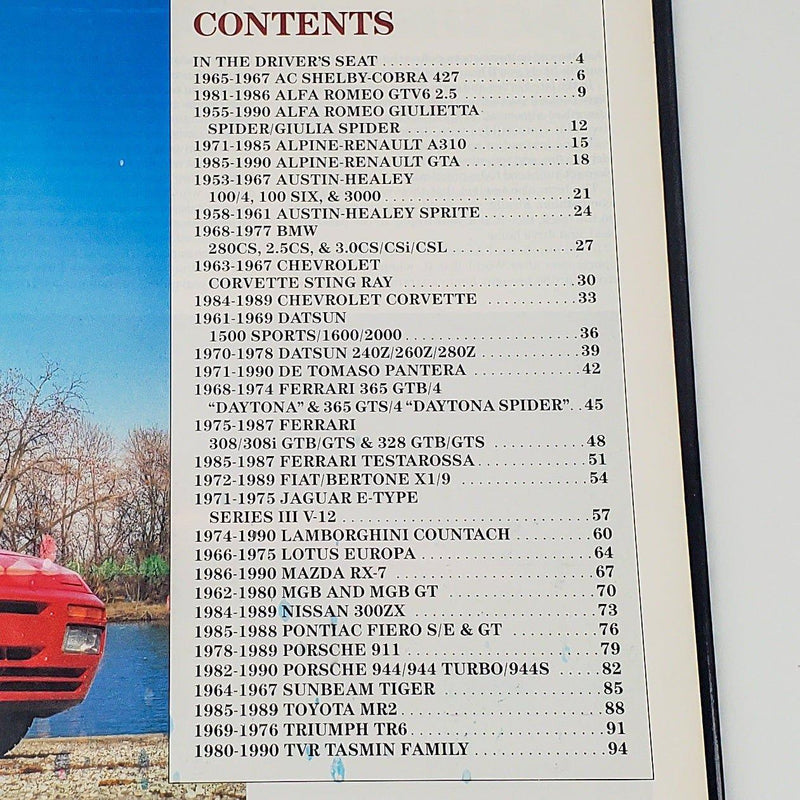 CONTENTS
IN THE DRIVER'S SEAT . . . . . . . . . . . . . . . . . . . . . . . . . 4
1965-1967 AC SHELBY-COBRA 427 . . . . . . . . . . . . . . 6
1981-1986 ALFA ROMEO GTV6 2.5 . . . . . . . . . . . . . . 9
1955-1990 ALFA ROMEO GIULIETTA
SPIDER/GIULIA SPIDER . . . . . . . . . . . . . . . . . . . . 12
1971-1985 ALPINE-RENAULT A310 . . . . . . . . . . . . . 15
1985-1990 ALPINE-RENAULT GTA . . . . . . . . . . . . . . 18
1953-1967 AUSTIN-HEALEY
100/4, 100 SIX, & 3000 . . . . . . . . . . . . . . . . . . . . . . . 21
1958-1961 AUSTIN-HEALEY SPRITE . . . . . . . . . . . 24
1968-1977 BMW
280CS, 2.5CS, & 3.0CS/CSi/CSL . . . . . . . . . . . . . . . 27
1963-1967 CHEVROLET
CORVETTE STING RAY . . . . . . . . . . . . . . . . . . . . . 30
1984-1989 CHEVROLET CORVETTE . . . . . . . . . . . . 33
1961-1969 DATSUN
1500 SPORTS/1600/2000 . . . . . . . . . . . . . . . . . . . . . 36
1970-1978 DATSUN 240Z/260Z/280Z . . . . . . . . . . . . 39
1971-1990 DE TOMASO PANTERA . . . . . . . . . . . . . 42
1968-1974 FERRARI 365 GTB/4
"DAYTONA" & 365 GTS/4 "DAYTONA SPIDER" . . 45
1975-1987 FERRARI
308/308i GTB/GTS & 328 GTB/GTS . . . . . . . . . . . . 48
1985-1987 FERRARI TESTAROSSA . . . . . . . . . . . . . 51
1972-1989 FIAT/BERTONE X1/9 . . . . . . . . . . . . . . . 54
1971-1975 JAGUAR E-TYPE
SERIES III V-12 . . . . . . . . . . . . . . . . . . . . . . . . . . . . 57
1974-1990 LAMBORGHINI COUNTACH . . . . . . . . . 60
1966-1975 LOTUS EUROPA . . . . . . . . . . . . . . . . . . . 64
1986-1990 MAZDA RX-7 . . . . . . . . . . . . . . . . . . . . . . 67
1962-1980 MGB AND MGB GT . . . . . . . . . . . . . . . . . 70
1984-1989 NISSAN 300ZX . . . . . . . . . . . . . . . . . . . . . 73
1985-1988 PONTIAC FIERO S/E & GT . . . . . . . . . . 76
1978-1989 PORSCHE 911 . . . . . . . . . . . . . . . . . . . . . 79
1982-1990 PORSCHE 944/944 TURBO/944S . . . . . 82
1964-1967 SUNBEAM TIGER . . . . . . . . . . . . . . . . . . 85
1985-1989 TOYOTA MR2 . . . . . . . . . . . . . . . . . . . . . . 88
1969-1976 TRIUMPH TR6 . . . . . . . . . . . . . . . . . . . . . 91
1980-1990 TVR TASMIN FAMILY . . . . . . . . . . . . . . 94